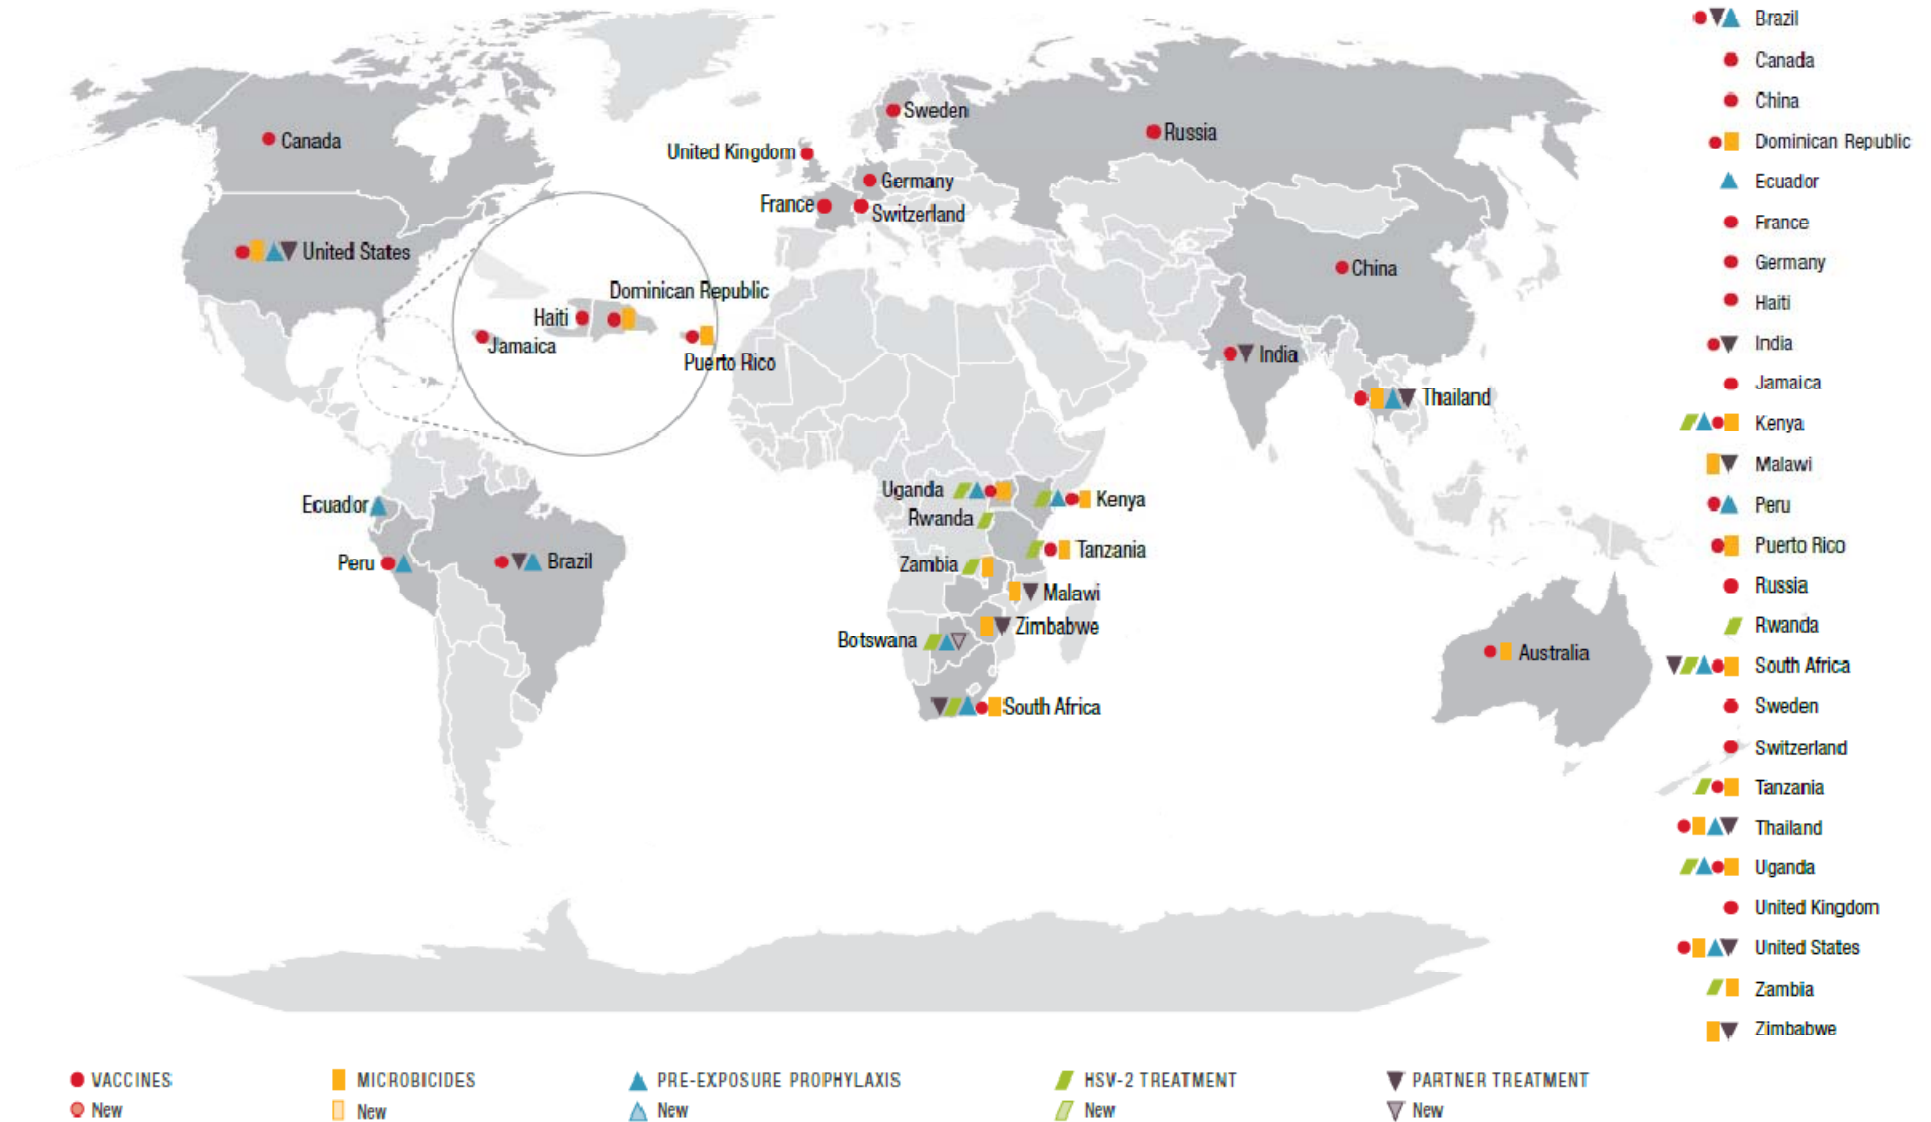 Canada
United States
Haiti
Dominican Republic
Jamaica
Puerto Rico
Ecuador
Peru
Brazil
Sweden
United Kingdom
Germany
France
Switzerland
Russia
China
India
Thailand
Uganda
Kenya
Rwanda
Tanzania
Zambia
Malawi
Zimbabwe
Botswana
South Africa
Australia
Brazil
Canada
China
Dominican Republic
Ecuador
France
Germany
Haiti
India
Jamaica
Kenya
Malawi
Peru
Puerto Rico
Russia
Rwanda
South Africa
Sweden
Switzerland
Tanzania
Thailand
Uganda
United Kingdom
United States
Zambia
Zimbabwe
VACCINES
New
MICROBICIDES
New
PRE-EXPOSURE PROPHYLAXIS
New
HSV-2 TREATMENT
New
PARTNER TREATMENT
New